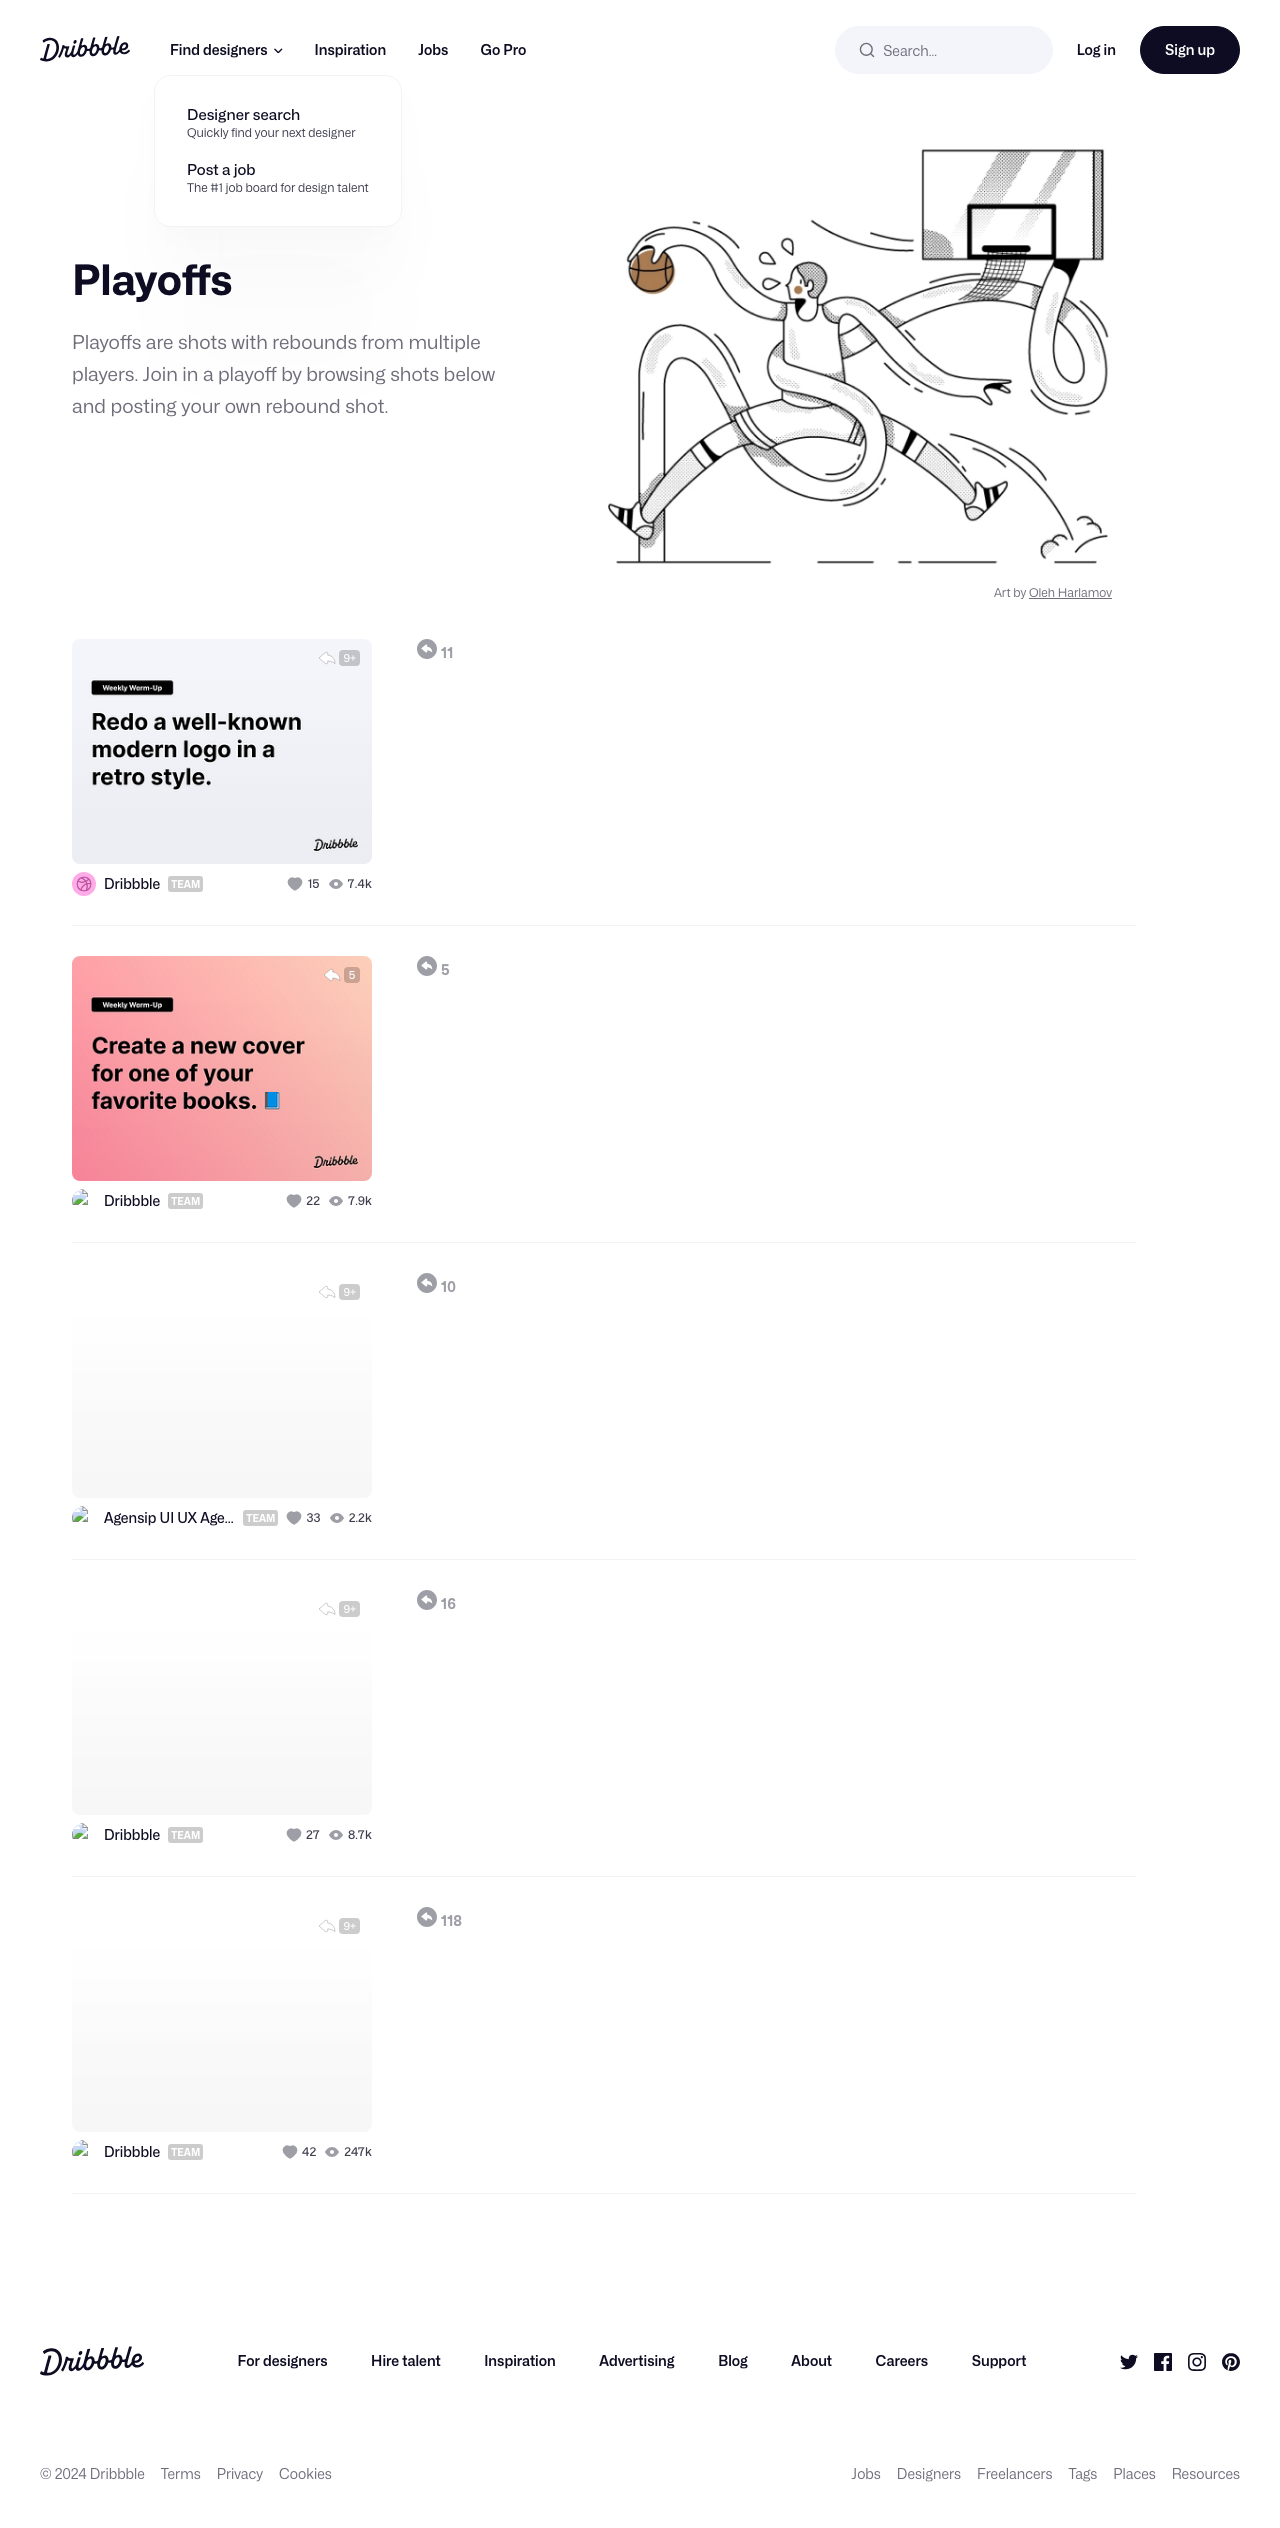 Dribbble
Find designers
Inspiration
Jobs
Go Pro
Search...
Log in
Sign up
Designer search
Quickly find your next designer
Post a job
The #1 job board for design talent
Playoffs
Playoffs are shots with rebounds from multiple
players. Join in a playoff by browsing shots below
and posting your own rebound shot.
Art by Oleh Harlamov
9+
11
Weekly Warm-Up
Redo a well-known
modern logo in a
retro style.
Dribbble
Dribbble TEAM 15 7.4k
5
5
Weekly Warm-Up
Create a new cover
for one of your
favorite books. 📘
Dribbble
Dribbble TEAM 22 7.9k
9+
10
Agensip UI UX Age... TEAM 33 2.2k
9+
16
Dribbble TEAM 27 8.7k
9+
118
Dribbble TEAM 42 247k
Dribbble
For designers
Hire talent
Inspiration
Advertising
Blog
About
Careers
Support
© 2024 Dribbble
Terms
Privacy
Cookies
Jobs
Designers
Freelancers
Tags
Places
Resources